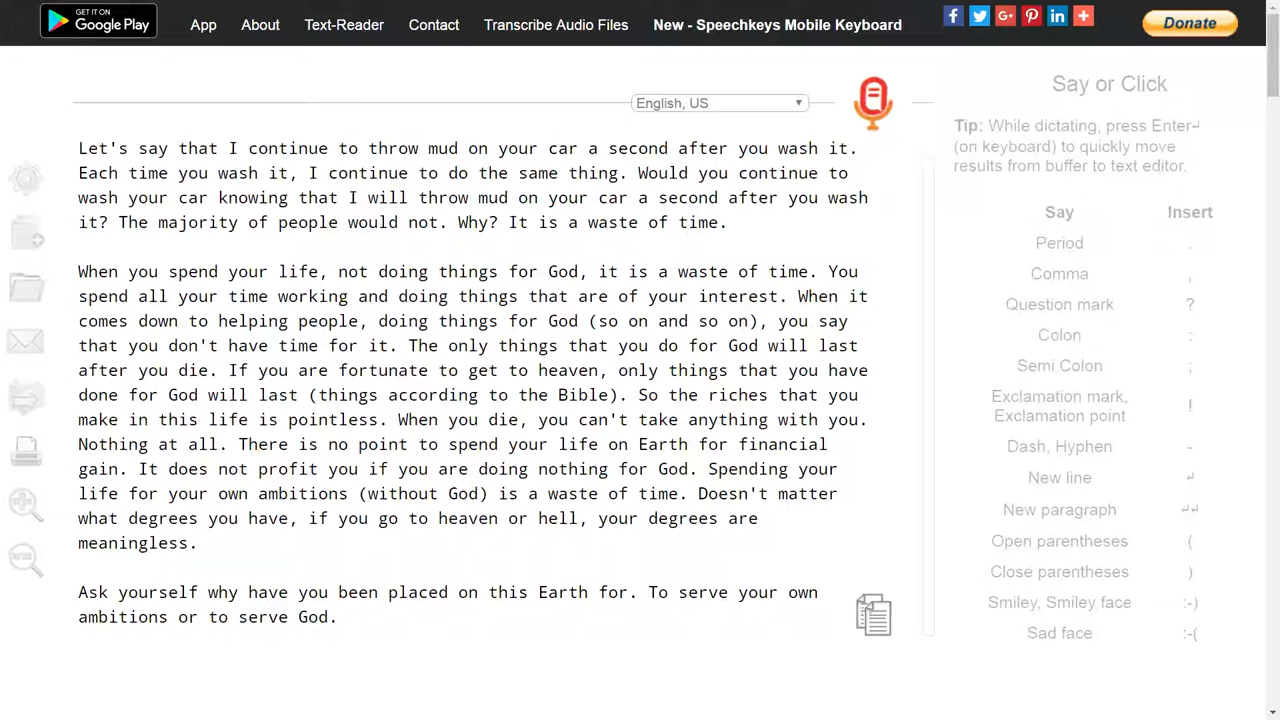 GET IT ON
Google Play
App
About
Text-Reader
Contact
Transcribe Audio Files
New - Speechkeys Mobile Keyboard
Donate
English, US
Let's say that I continue to throw mud on your car a second after you wash it.
Each time you wash it, I continue to do the same thing. Would you continue to
wash your car knowing that I will throw mud on your car a second after you wash
it? The majority of people would not. Why? It is a waste of time.
When you spend your life, not doing things for God, it is a waste of time. You
spend all your time working and doing things that are of your interest. When it
comes down to helping people, doing things for God (so on and so on), you say
that you don't have time for it. The only things that you do for God will last
after you die. If you are fortunate to get to heaven, only things that you have
done for God will last (things according to the Bible). So the riches that you
make in this life is pointless. When you die, you can't take anything with you.
Nothing at all. There is no point to spend your life on Earth for financial
gain. It does not profit you if you are doing nothing for God. Spending your
life for your own ambitions (without God) is a waste of time. Doesn't matter
what degrees you have, if you go to heaven or hell, your degrees are
meaningless.
Ask yourself why have you been placed on this Earth for. To serve your own
ambitions or to serve God.
Say or Click
Tip: While dictating, press Enter↵
(on keyboard) to quickly move
results from buffer to text editor.
Say Insert
Period .
Comma ,
Question mark ?
Colon :
Semi Colon ;
Exclamation mark,
Exclamation point !
Dash, Hyphen -
New line ↵
New paragraph ↵↵
Open parentheses (
Close parentheses )
Smiley, Smiley face :-)
Sad face :-(